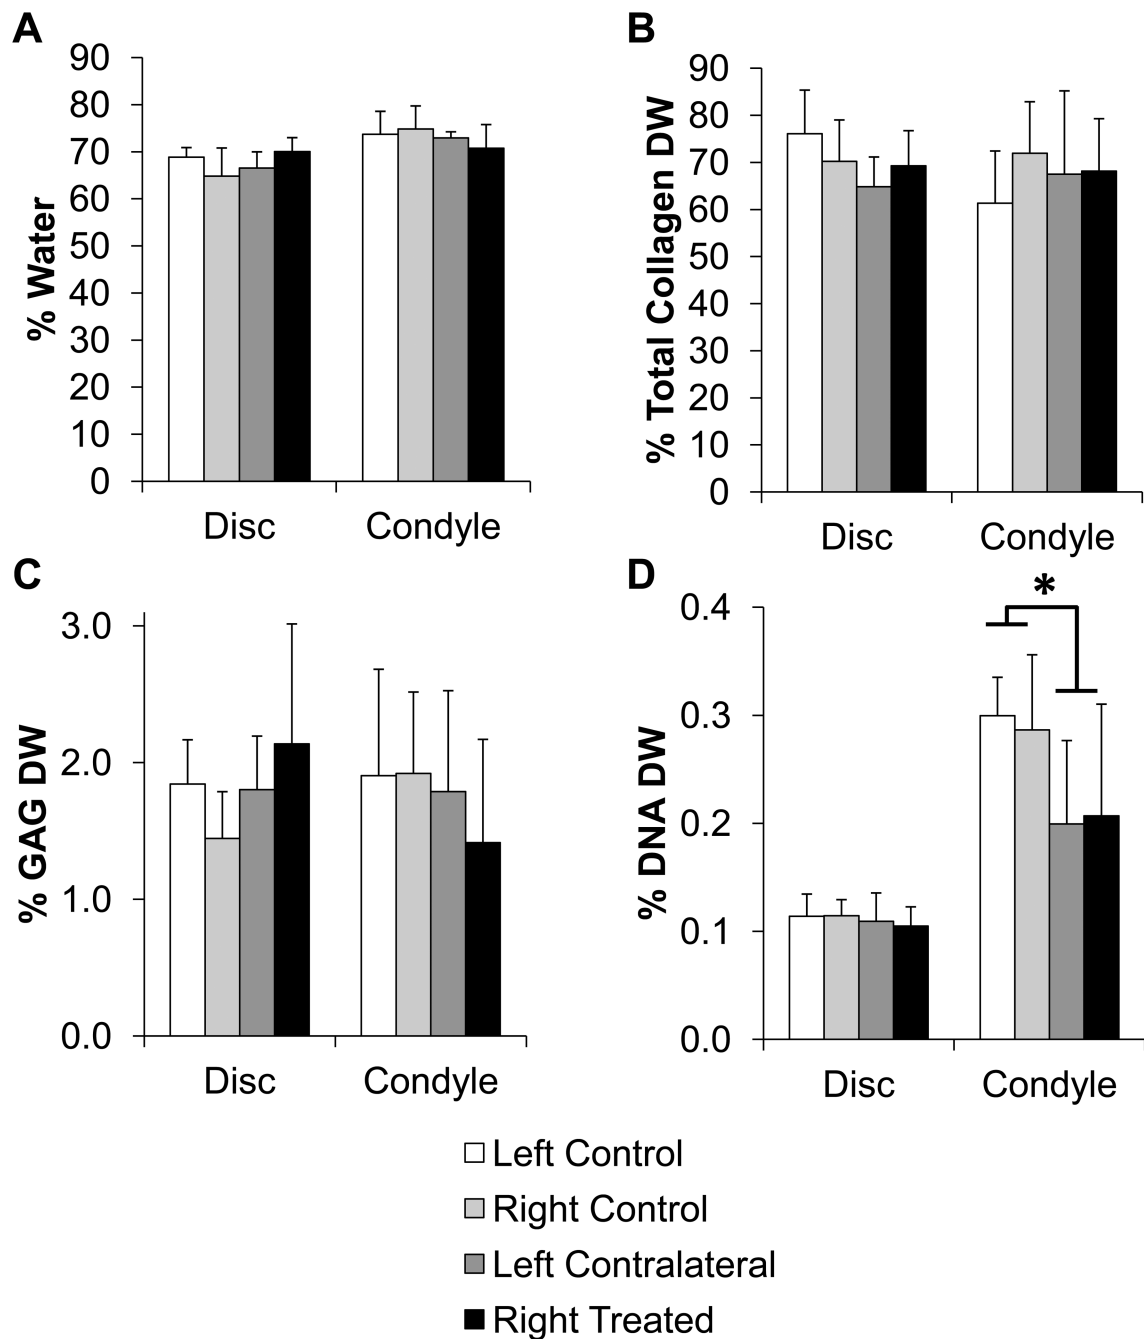 A
% Water
90
80
70
60
50
40
30
20
10
0
Disc
Condyle
B
% Total Collagen DW
90
80
70
60
50
40
30
20
10
0
Disc
Condyle
C
% GAG DW
3.0
2.0
1.0
0.0
Disc
Condyle
D
% DNA DW
0.4
0.3
0.2
0.1
0.0
*
Disc
Condyle
Left Control
Right Control
Left Contralateral
Right Treated